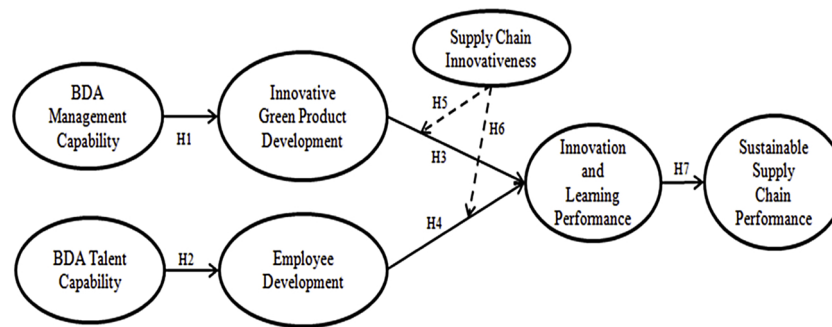 Supply Chain
Innovativeness
BDA
Management
Capability
H1
Innovative
Green Product
Development
H5
H6
H3
Innovation
and
Learning
Performance
H7
Sustainable
Supply
Chain
Performance
H4
BDA Talent
Capability
H2
Employee
Development